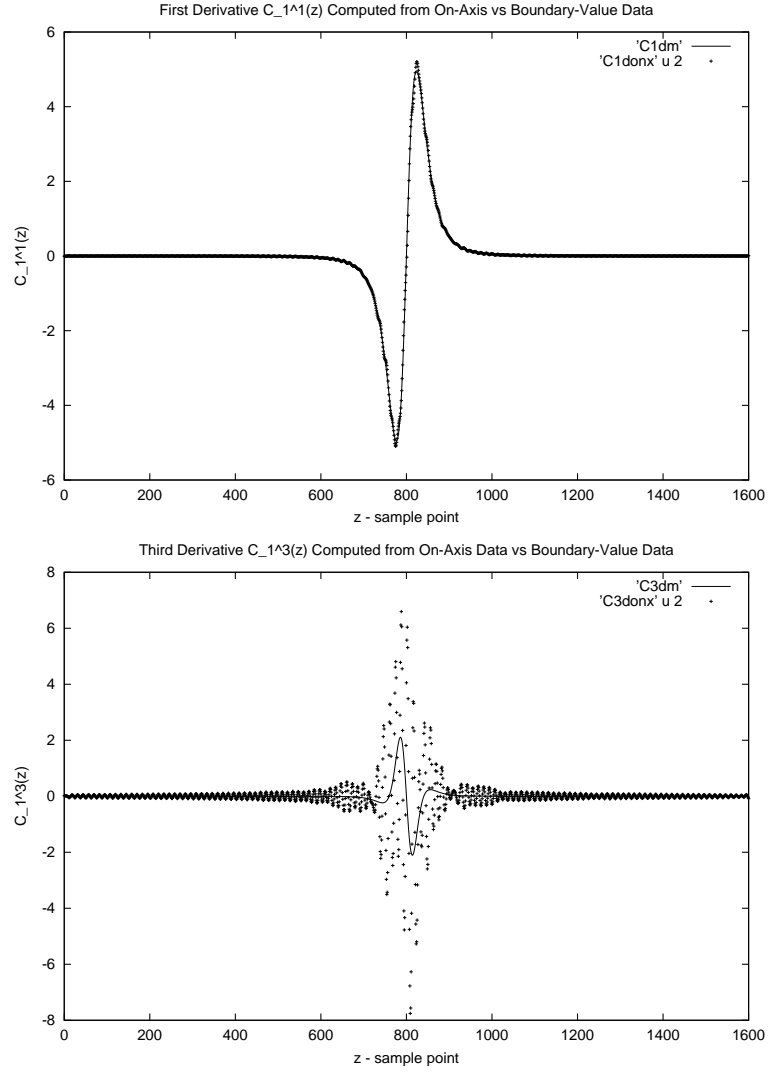 First Derivative C_1^1(z) Computed from On-Axis vs Boundary-Value Data
'C1dm'
'C1donx' u 2
6
4
2
0
-2
-4
-6
C_1^1(z)
0 200 400 600 800 1000 1200 1400 1600
z - sample point
Third Derivative C_1^3(z) Computed from On-Axis Data vs Boundary-Value Data
'C3dm'
'C3donx' u 2
8
6
4
2
0
-2
-4
-6
-8
C_1^3(z)
0 200 400 600 800 1000 1200 1400 1600
z - sample point